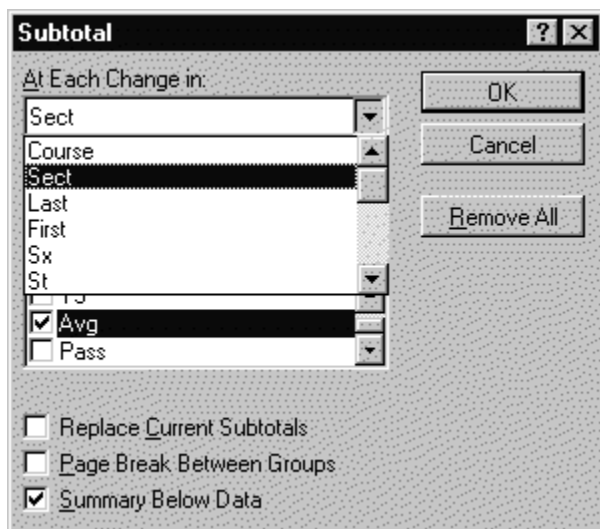 Subtotal
At Each Change in:
Sect
Course
Sect
Last
First
Sx
St
Avg
Pass
OK
Cancel
Remove All
Replace Current Subtotals
Page Break Between Groups
Summary Below Data